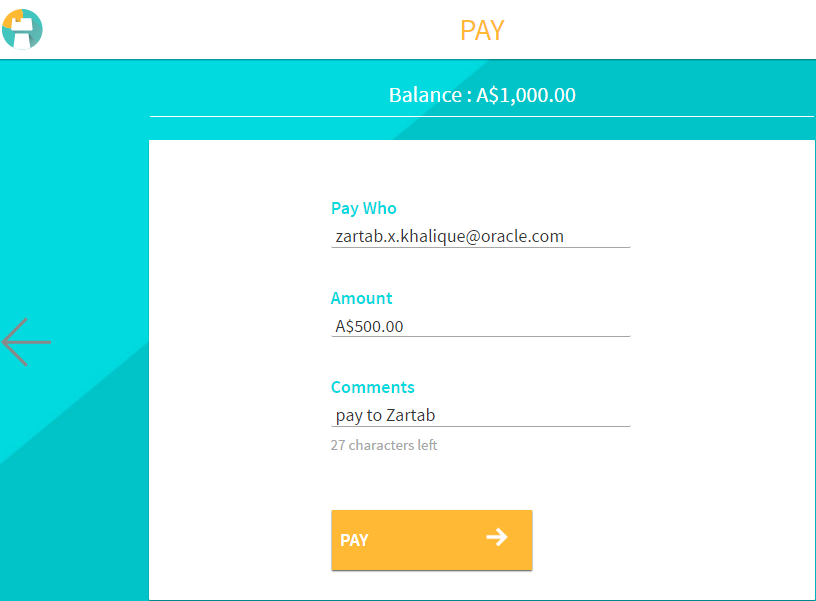 PAY
Balance : A$1,000.00
Pay Who
zartab.x.khalique@oracle.com
Amount
A$500.00
Comments
pay to Zartab
27 characters left
PAY